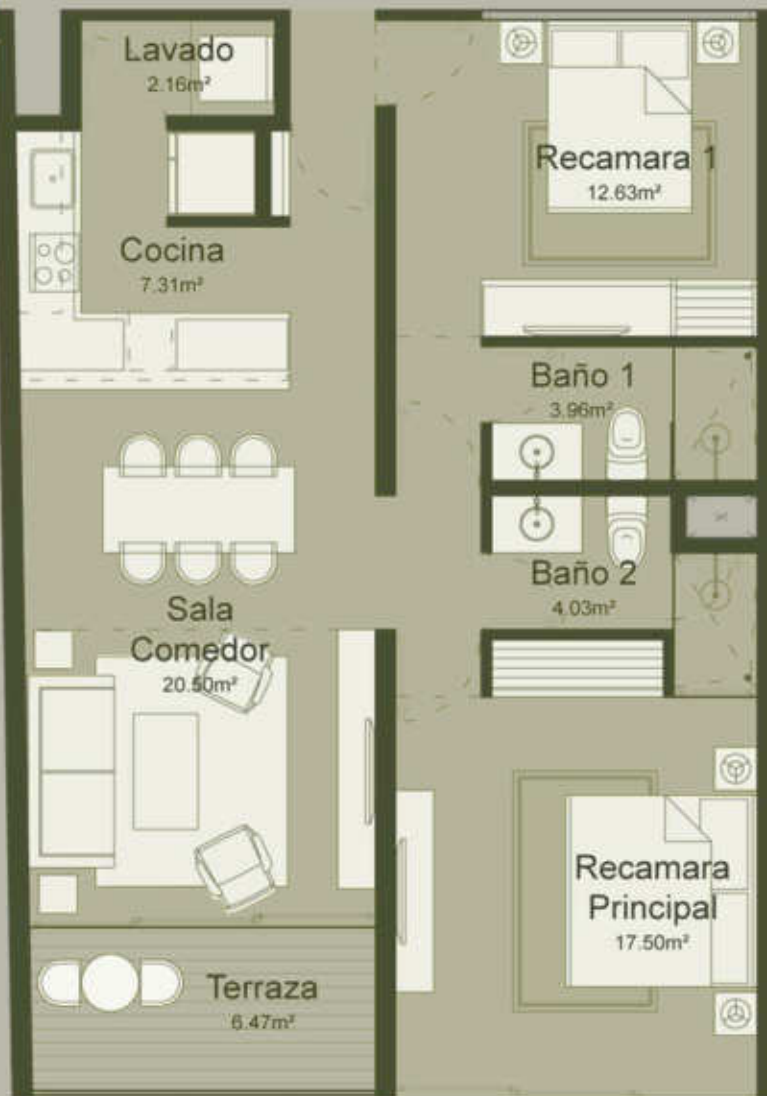 Lavado
2.16m²
Recamara 1
12.63m²
Cocina
7.31m²
Baño 1
3.96m²
Baño 2
4.03m²
Sala
Comedor
20.50m²
Recamara
Principal
17.50m²
Terraza
6.47m²